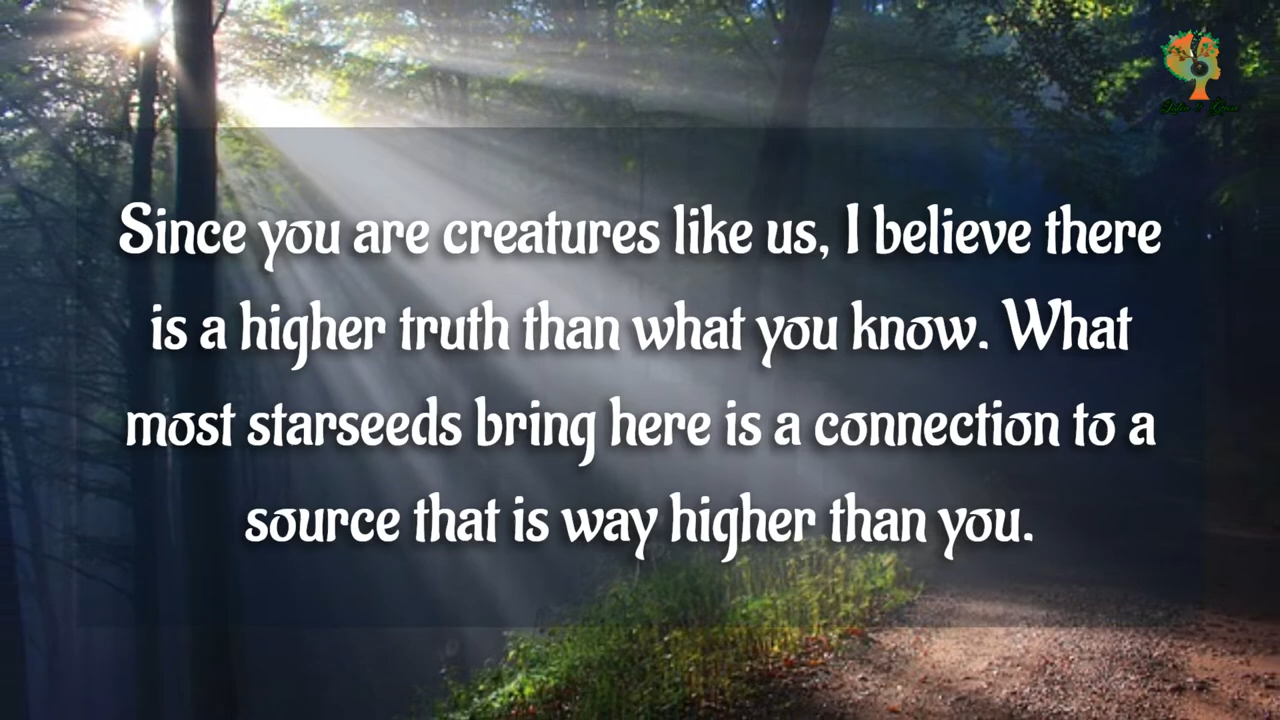 Since you are creatures like us, I believe there
is a higher truth than what you know. What
most starseeds bring here is a connection to a
source that is way higher than you.